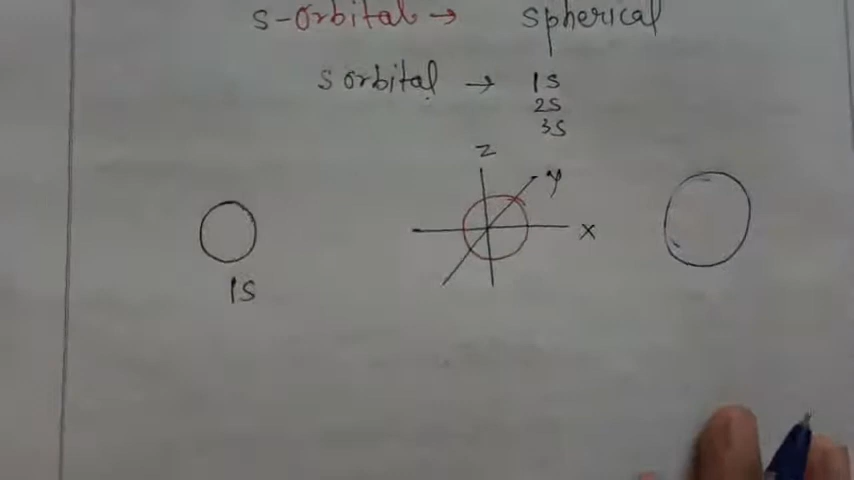 s-orbital → spherical
s orbital → 1s
2s
3s
z
y
x
1s